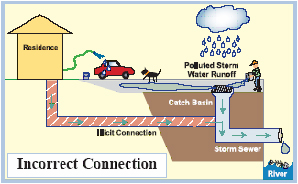 Residence
Polluted Storm
Water Runoff
Catch Basin
Illicit Connection
Storm Sewer
Incorrect Connection
River